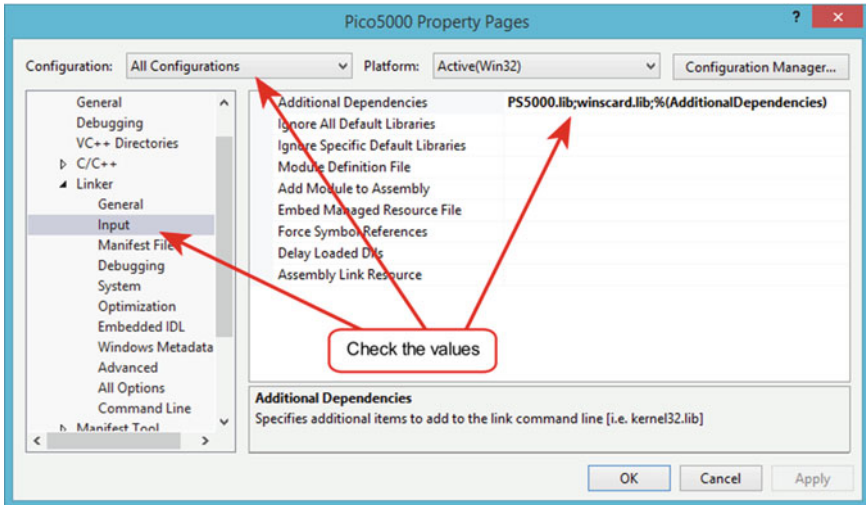 Pico5000 Property Pages
?
Configuration: All Configurations Platform: Active(Win32) Configuration Manager...
General
Debugging
VC++ Directories
C/C++
Linker
General
Input
Manifest File
Debugging
System
Optimization
Embedded IDL
Windows Metadata
Advanced
All Options
Command Line
Manifest Tool
Additional Dependencies PS5000.lib;winscard.lib;%(AdditionalDependencies)
Ignore All Default Libraries
Ignore Specific Default Libraries
Module Definition File
Add Module to Assembly
Embed Managed Resource File
Force Symbol References
Delay Loaded Dlls
Assembly Link Resource
Check the values
Additional Dependencies
Specifies additional items to add to the link command line [i.e. kernel32.lib]
OK Cancel Apply